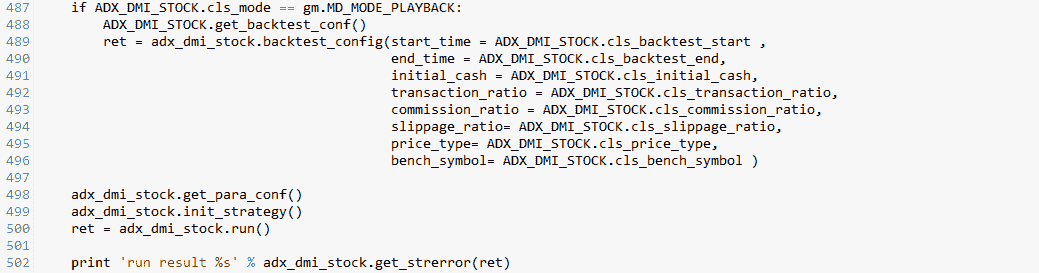 487     if ADX_DMI_STOCK.cls_mode == gm.MD_MODE_PLAYBACK:
488         ADX_DMI_STOCK.get_backtest_conf()
489         ret = adx_dmi_stock.backtest_config(start_time = ADX_DMI_STOCK.cls_backtest_start ,
490                                             end_time = ADX_DMI_STOCK.cls_backtest_end,
491                                             initial_cash = ADX_DMI_STOCK.cls_initial_cash,
492                                             transaction_ratio = ADX_DMI_STOCK.cls_transaction_ratio,
493                                             commission_ratio = ADX_DMI_STOCK.cls_commission_ratio,
494                                             slippage_ratio= ADX_DMI_STOCK.cls_slippage_ratio,
495                                             price_type= ADX_DMI_STOCK.cls_price_type,
496                                             bench_symbol= ADX_DMI_STOCK.cls_bench_symbol )
497
498     adx_dmi_stock.get_para_conf()
499     adx_dmi_stock.init_strategy()
500     ret = adx_dmi_stock.run()
501
502     print 'run result %s' % adx_dmi_stock.get_strerror(ret)